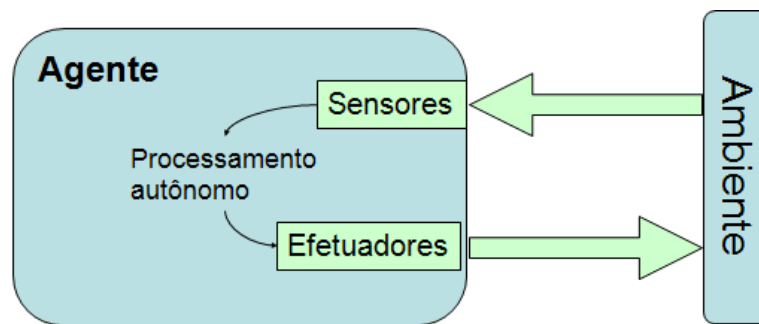 Agente
Sensores
Processamento
autônomo
Efetuadores
Ambiente